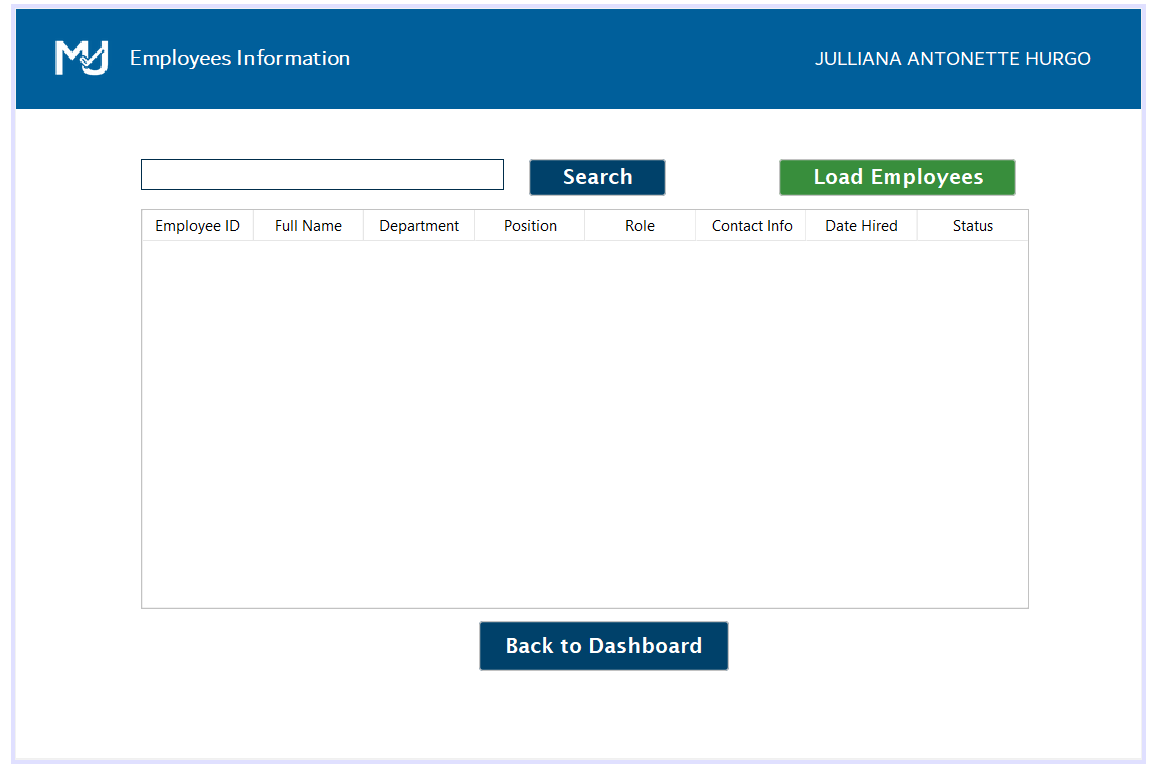 MJ Employees Information JULLIANA ANTONETTE HURGO
Search Load Employees
Employee ID Full Name Department Position Role Contact Info Date Hired Status
Back to Dashboard